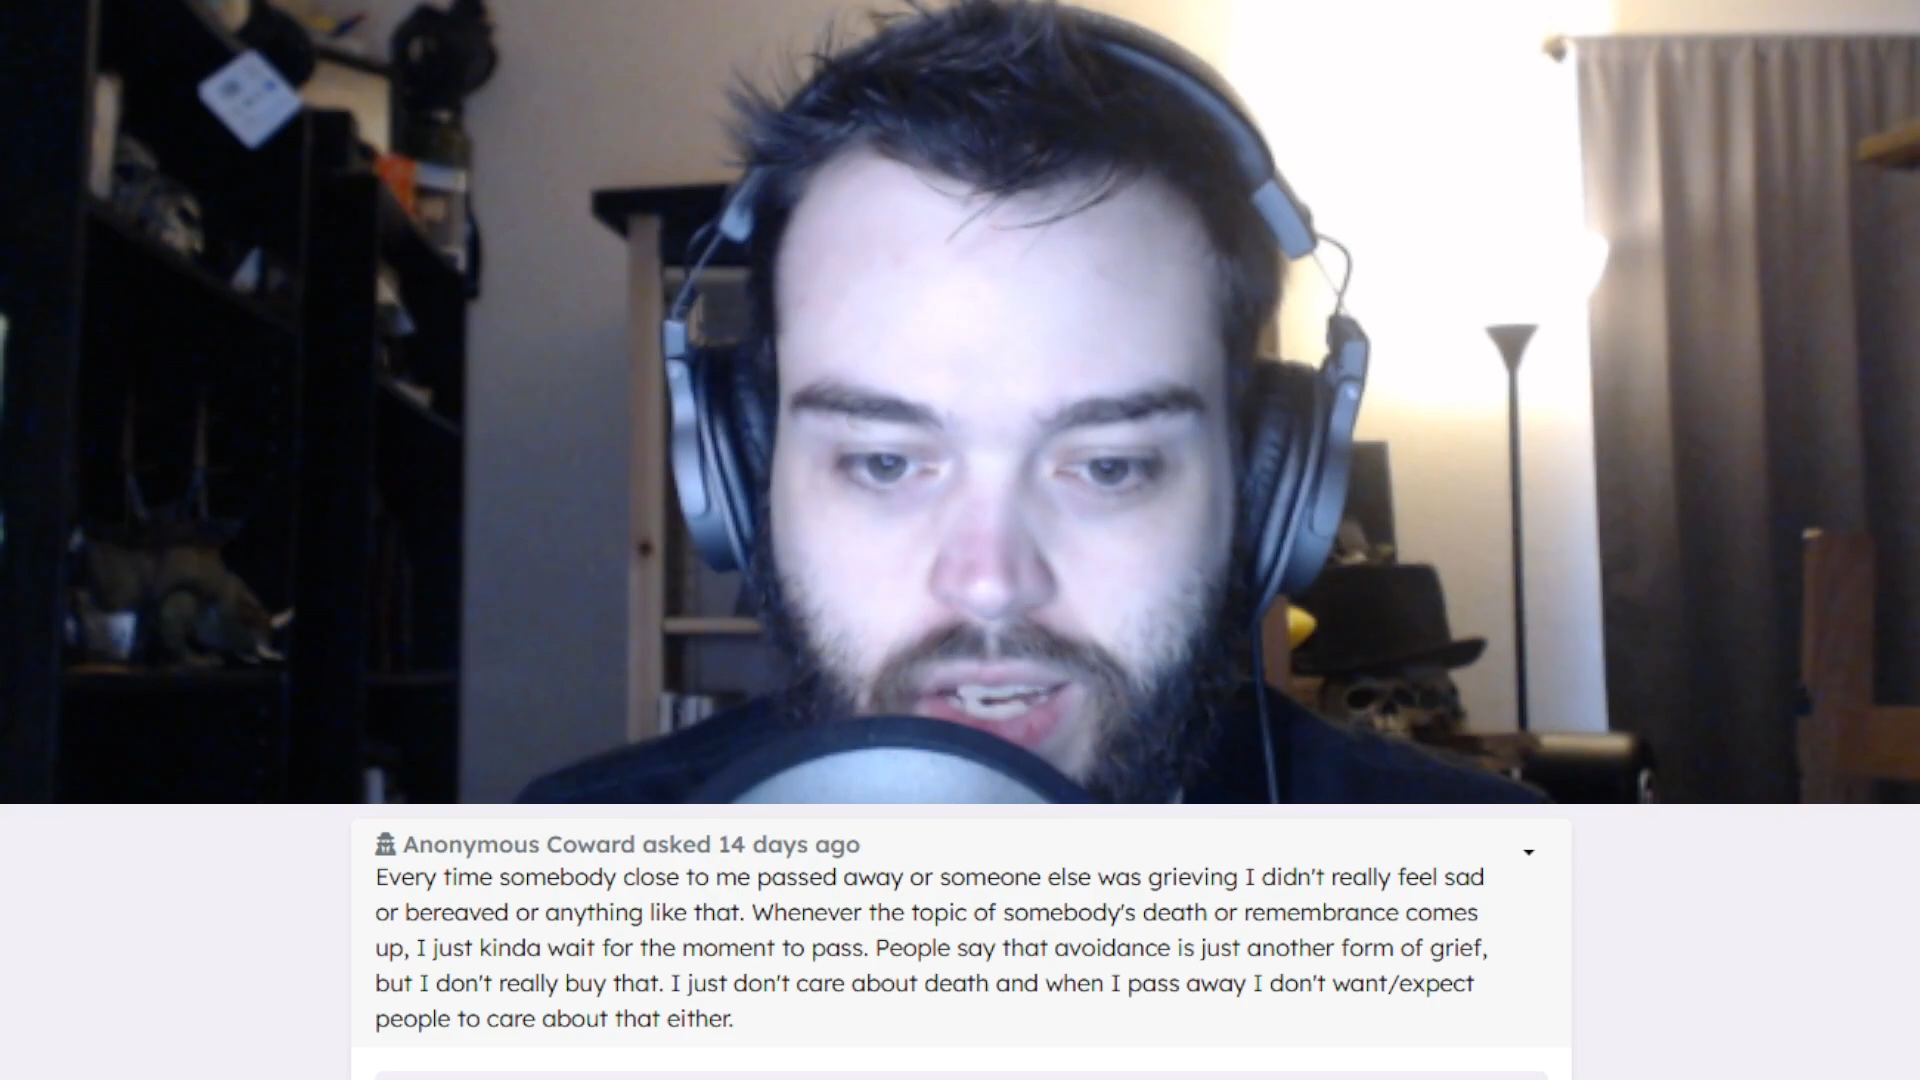 Anonymous Coward asked 14 days ago
Every time somebody close to me passed away or someone else was grieving I didn't really feel sad
or bereaved or anything like that. Whenever the topic of somebody's death or remembrance comes
up, I just kinda wait for the moment to pass. People say that avoidance is just another form of grief,
but I don't really buy that. I just don't care about death and when I pass away I don't want/expect
people to care about that either.